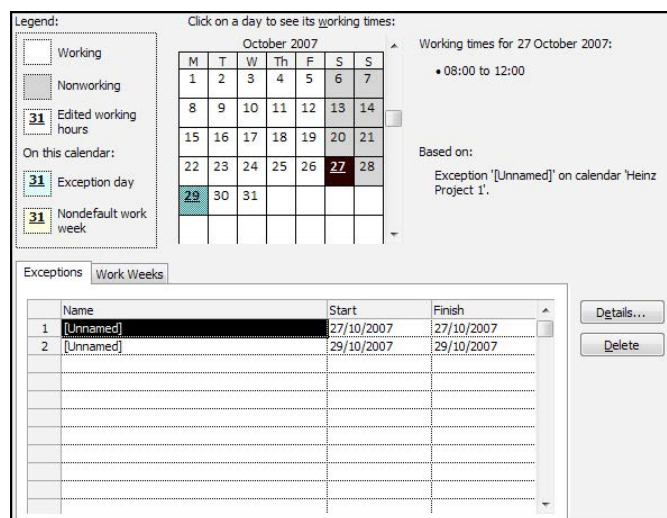 Legend:
Working
Nonworking
31 Edited working
hours
On this calendar:
31 Exception day
31 Nondefault work
week
Click on a day to see its working times:
October 2007
M T W Th F S S
1 2 3 4 5 6 7
8 9 10 11 12 13 14
15 16 17 18 19 20 21
22 23 24 25 26 27 28
29 30 31
Working times for 27 October 2007:
• 08:00 to 12:00
Based on:
Exception '[Unnamed]' on calendar 'Heinz
Project 1'.
Exceptions Work Weeks
Name Start Finish
1 [Unnamed] 27/10/2007 27/10/2007
2 [Unnamed] 29/10/2007 29/10/2007
Details...
Delete